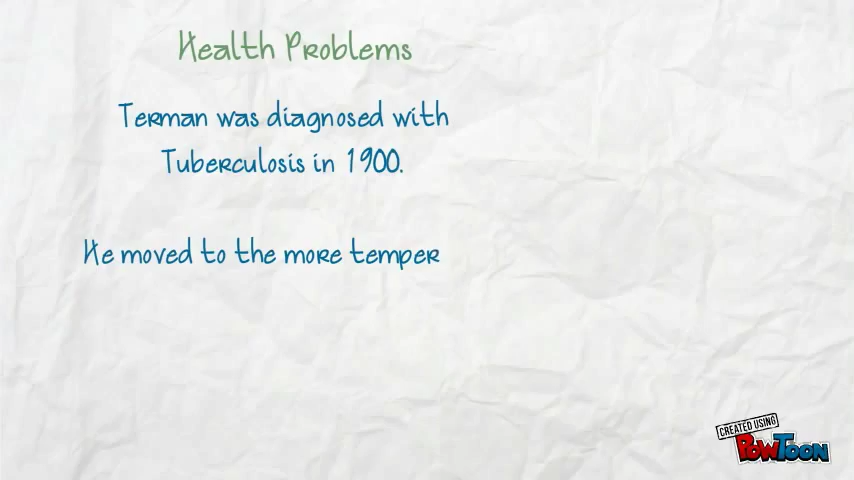 Health Problems
Terman was diagnosed with
Tuberculosis in 1900.
He moved to the more temper
CREATED USING
POWTOON